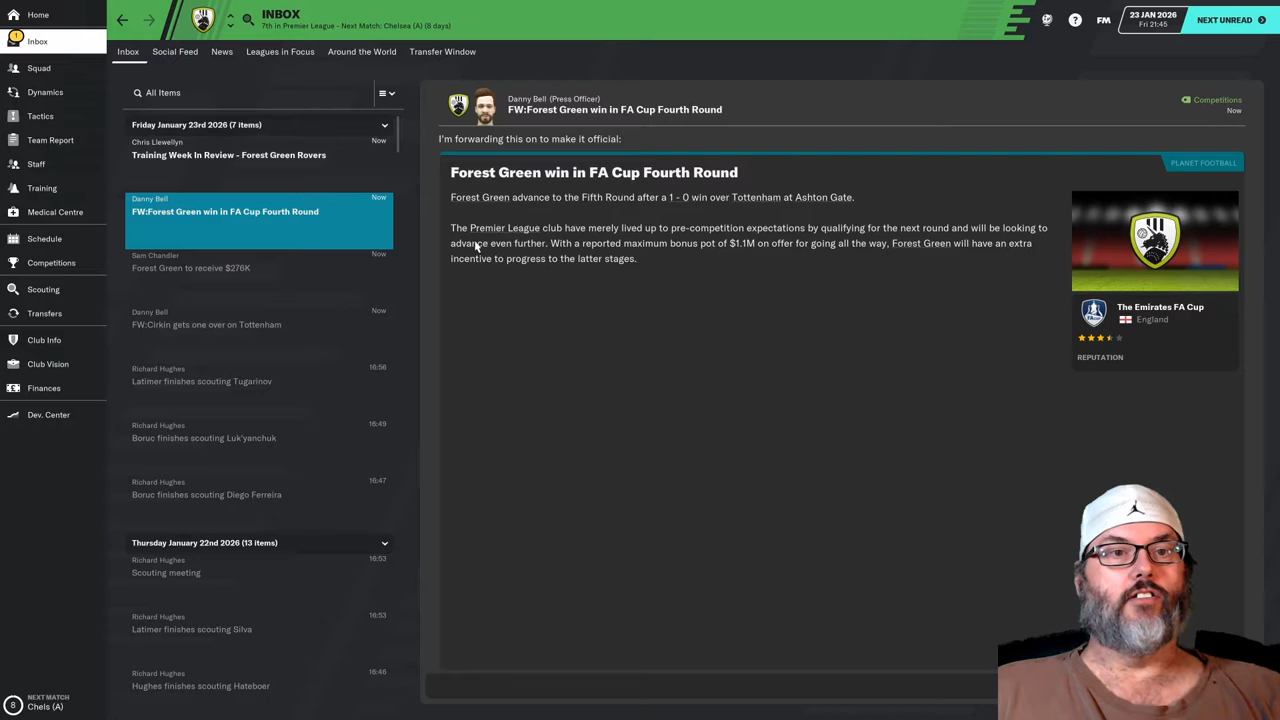 Home
INBOX
7th in Premier League - Next Match: Chelsea (A) (8 days)
FM
23 JAN 2026
Fri 21:45
NEXT UNREAD
1
Inbox
Inbox
Social Feed
News
Leagues in Focus
Around the World
Transfer Window
Squad
Dynamics
Tactics
Team Report
Staff
Training
Medical Centre
Schedule
Competitions
Scouting
Transfers
Club Info
Club Vision
Finances
Dev. Center
NEXT MATCH
8
Chels (A)
All Items
Friday January 23rd 2026 (7 items)
Chris Llewellyn
Now
Training Week In Review - Forest Green Rovers
Danny Bell
Now
FW:Forest Green win in FA Cup Fourth Round
Sam Chandler
Now
Forest Green to receive $276K
Danny Bell
Now
FW:Cirkin gets one over on Tottenham
Richard Hughes
16:56
Latimer finishes scouting Tugarinov
Richard Hughes
16:49
Boruc finishes scouting Luk'yanchuk
Richard Hughes
16:47
Boruc finishes scouting Diego Ferreira
Thursday January 22nd 2026 (13 items)
Richard Hughes
16:53
Scouting meeting
Richard Hughes
16:53
Latimer finishes scouting Silva
Richard Hughes
16:46
Hughes finishes scouting Hateboer
Danny Bell (Press Officer)
FW:Forest Green win in FA Cup Fourth Round
Competitions
Now
I'm forwarding this on to make it official:
PLANET FOOTBALL
Forest Green win in FA Cup Fourth Round
Forest Green advance to the Fifth Round after a 1 - 0 win over Tottenham at Ashton Gate.
The Premier League club have merely lived up to pre-competition expectations by qualifying for the next round and will be looking to
advance even further. With a reported maximum bonus pot of $1.1M on offer for going all the way, Forest Green will have an extra
incentive to progress to the latter stages.
The Emirates FA Cup
England
REPUTATION